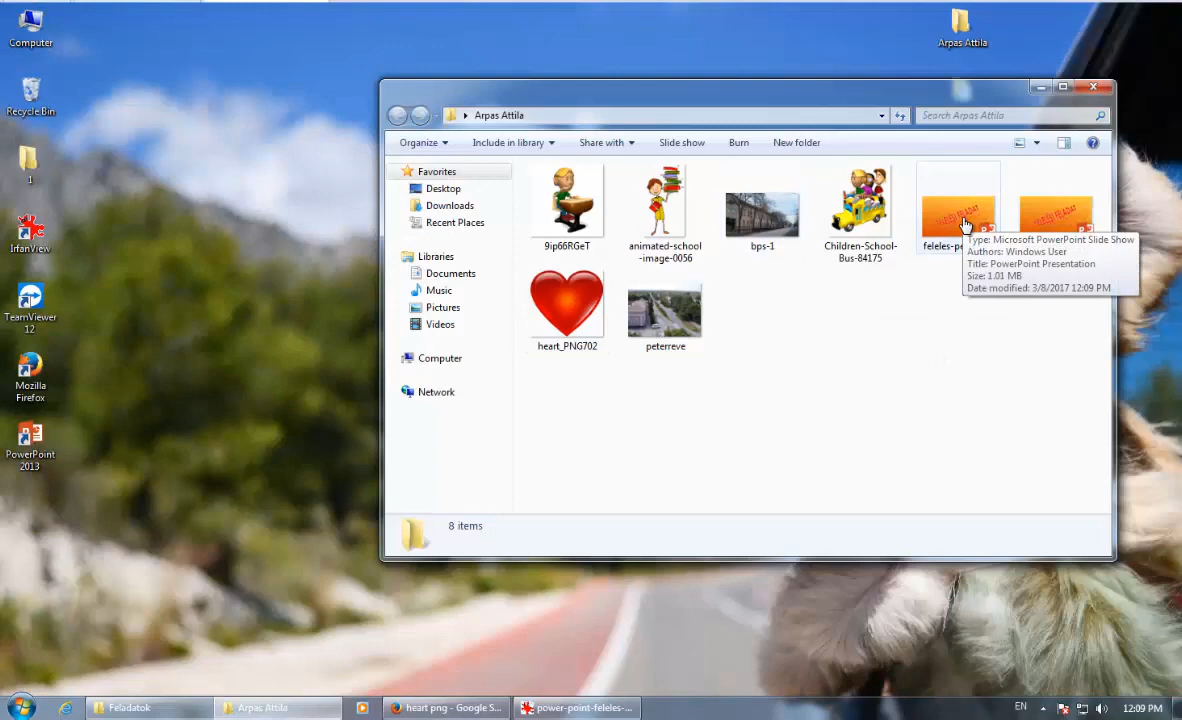 Computer
Recycle Bin
1
IrfanView
TeamViewer
12
Mozilla
Firefox
PowerPoint
2013
Arpas Attila
Arpas Attila
Search Arpas Attila
Organize
Include in library
Share with
Slide show
Burn
New folder
Favorites
Desktop
Downloads
Recent Places
Libraries
Documents
Music
Pictures
Videos
Computer
Network
9ip66RGeT
animated-school
-image-0056
bps-1
Children-School-
Bus-84175
Type: Microsoft PowerPoint Slide Show
Authors: Windows User
Title: PowerPoint Presentation
Size: 1.01 MB
Date modified: 3/8/2017 12:09 PM
heart_PNG702
peterreve
8 items
Feladatok
Arpas Attila
heart png - Google S...
power-point-feleles-...
EN
12:09 PM